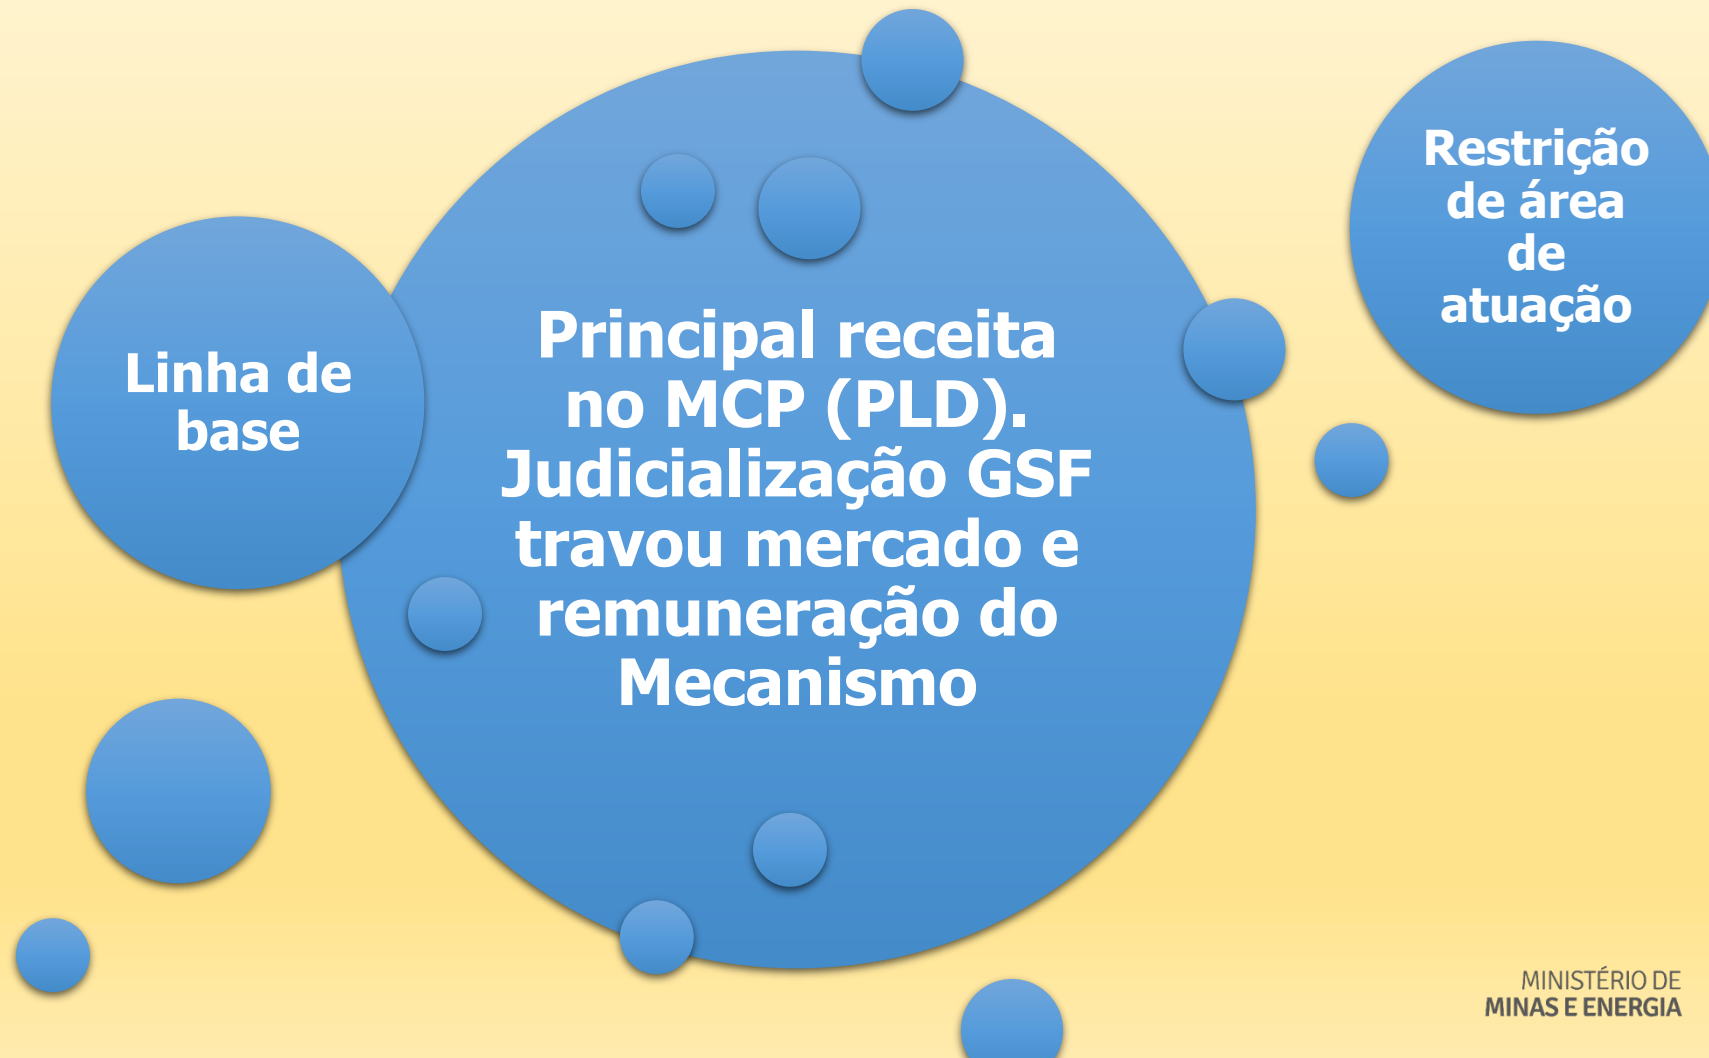 Linha de
base
Principal receita
no MCP (PLD).
Judicialização GSF
travou mercado e
remuneração do
Mecanismo
Restrição
de área
de
atuação
MINISTÉRIO DE
MINAS E ENERGIA